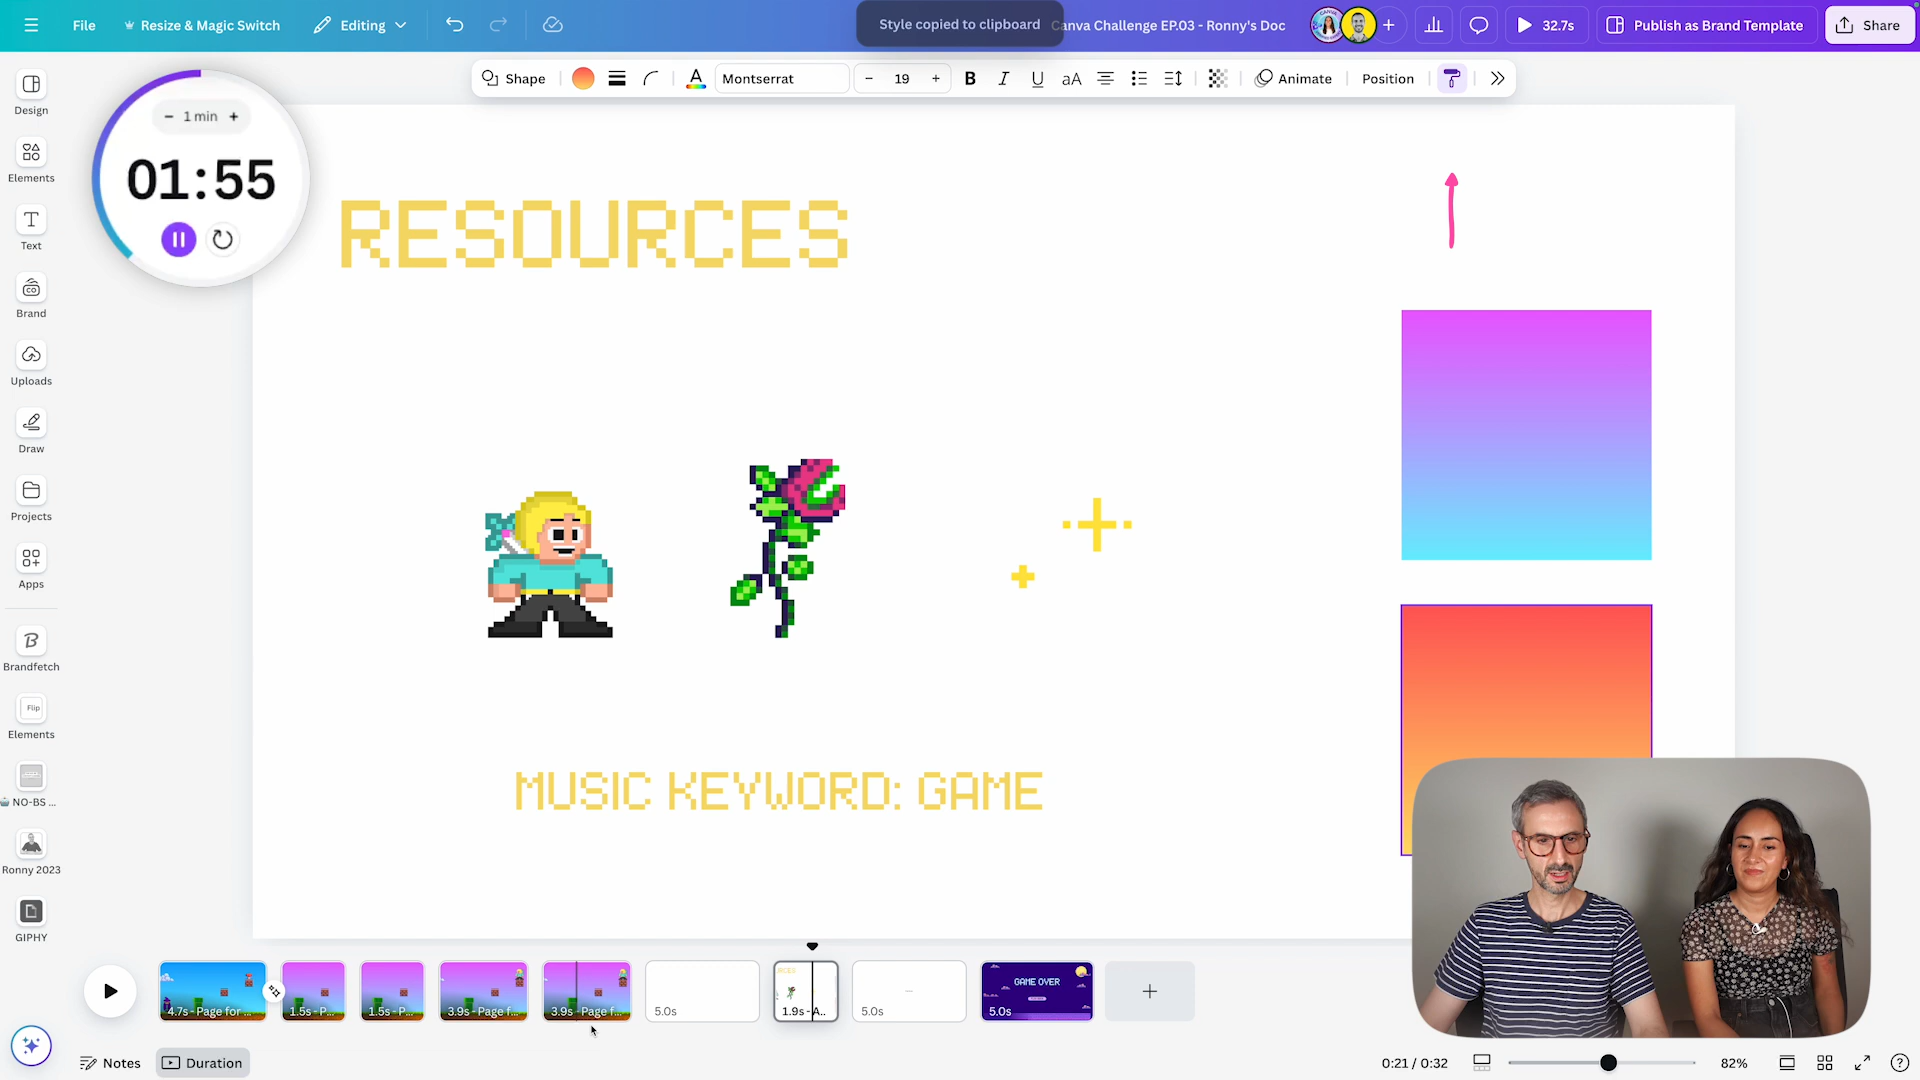 File
Resize & Magic Switch
Editing
Style copied to clipboard
Canva Challenge EP.03 - Ronny's Doc
32.7s
Publish as Brand Template
Share
Shape
A
Montserrat
– 19 +
B I U aA
Animate
Position
Design
Elements
Text
Brand
Uploads
Draw
Projects
Apps
Brandfetch
Flip
Elements
NO-BS ...
Ronny 2023
GIPHY
– 1 min +
01:55
RESOURCES
MUSIC KEYWORD: GAME
4.7s - Page for ...
1.5s - P...
1.5s - P...
3.9s - Page f...
3.9s - Page f...
5.0s
RCES
1.9s - A..
5.0s
GAME OVER
5.0s
Notes
Duration
0:21 / 0:32
82%